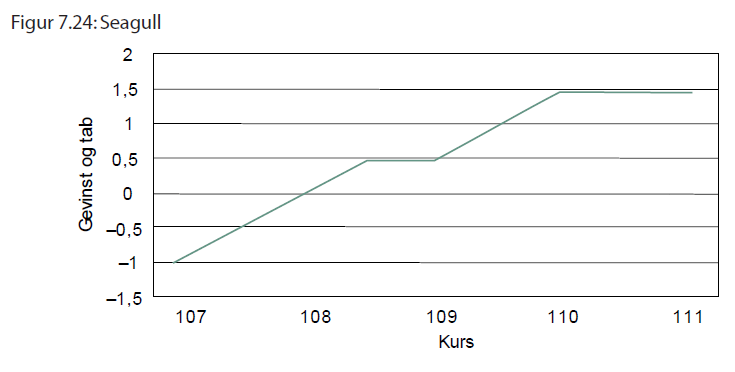 Figur 7.24: Seagull
2
1,5
1
0,5
0
–0,5
–1
–1,5
Gevinst og tab
107 108 109 110 111
Kurs